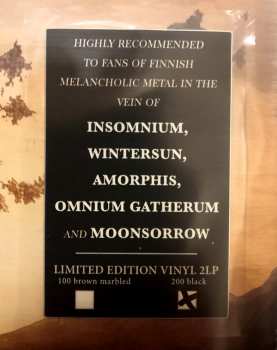 HIGHLY RECOMMENDED
TO FANS OF FINNISH
MELANCHOLIC METAL IN THE
VEIN OF
INSOMNIUM,
WINTERSUN,
AMORPHIS,
OMNIUM GATHERUM
AND MOONSORROW
LIMITED EDITION VINYL 2LP
100 brown marbled 200 black